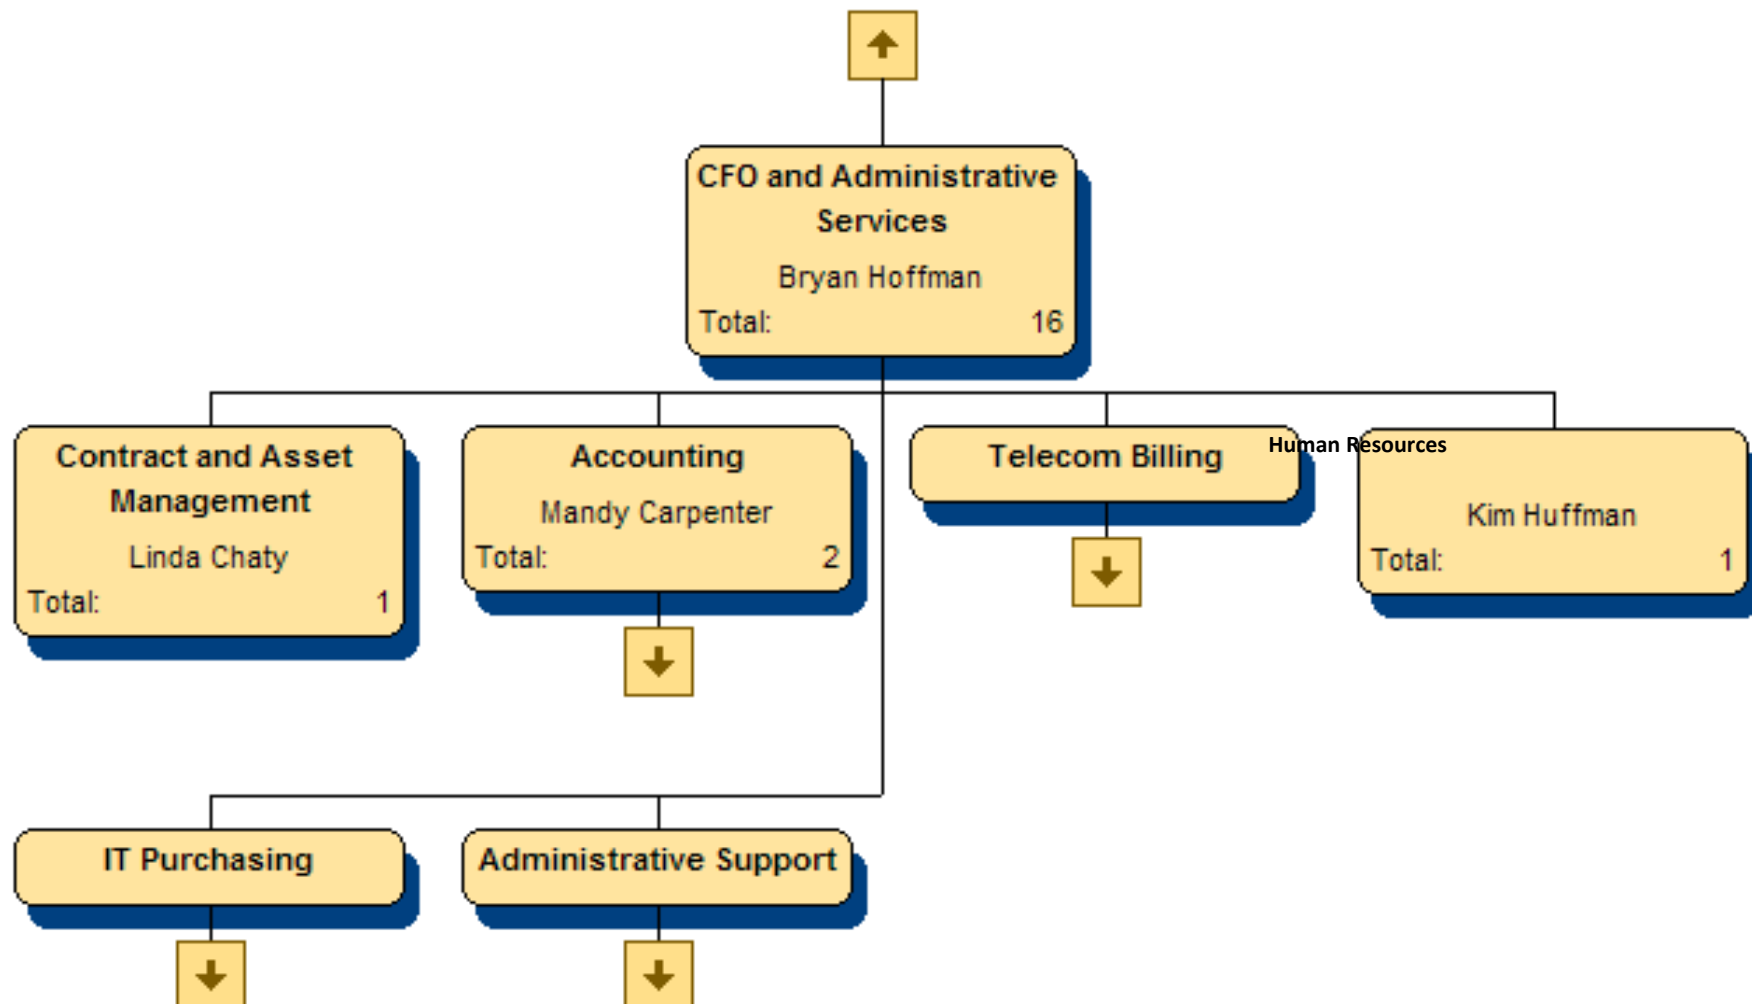 CFO and Administrative
Services
Bryan Hoffman
Total: 16
Contract and Asset
Management
Linda Chaty
Total: 1
Accounting
Mandy Carpenter
Total: 2
Telecom Billing
Human Resources
Kim Huffman
Total: 1
IT Purchasing
Administrative Support